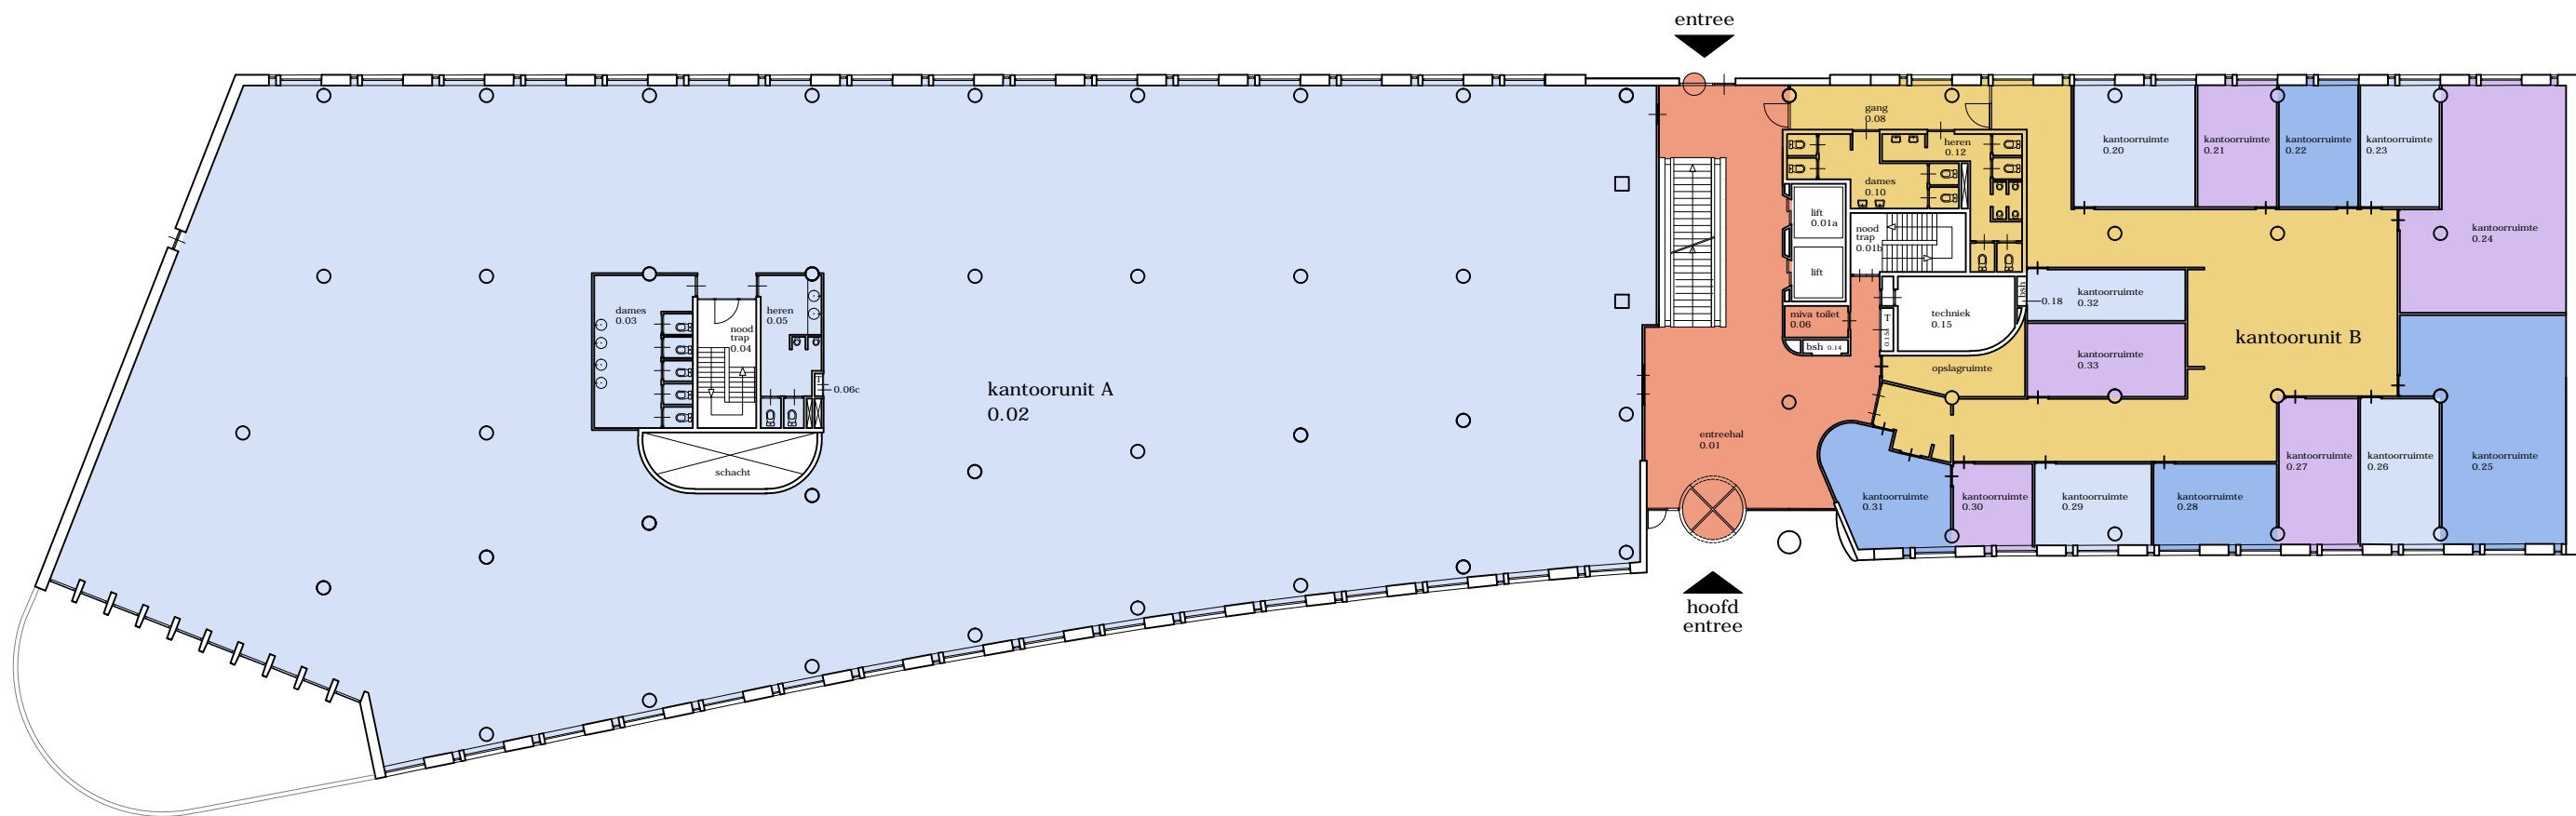 entree
gang
0.08
heren
0.12
dames
0.10
kantoorruimte
0.20
kantoorruimte
0.21
kantoorruimte
0.22
kantoorruimte
0.23
kantoorruimte
0.24
lift
0.01a
nood
trap
0.01b
lift
bsh
0.18
kantoorruimte
0.32
miva toilet
0.06
T
0.15a
techniek
0.15
bsh 0.14
kantoorunit B
kantoorruimte
0.33
opslagruimte
dames
0.03
nood
trap
0.04
heren
0.05
T
0.06c
kantoorunit A
0.02
schacht
entreehal
0.01
kantoorruimte
0.31
kantoorruimte
0.30
kantoorruimte
0.29
kantoorruimte
0.28
kantoorruimte
0.27
kantoorruimte
0.26
kantoorruimte
0.25
hoofd
entree